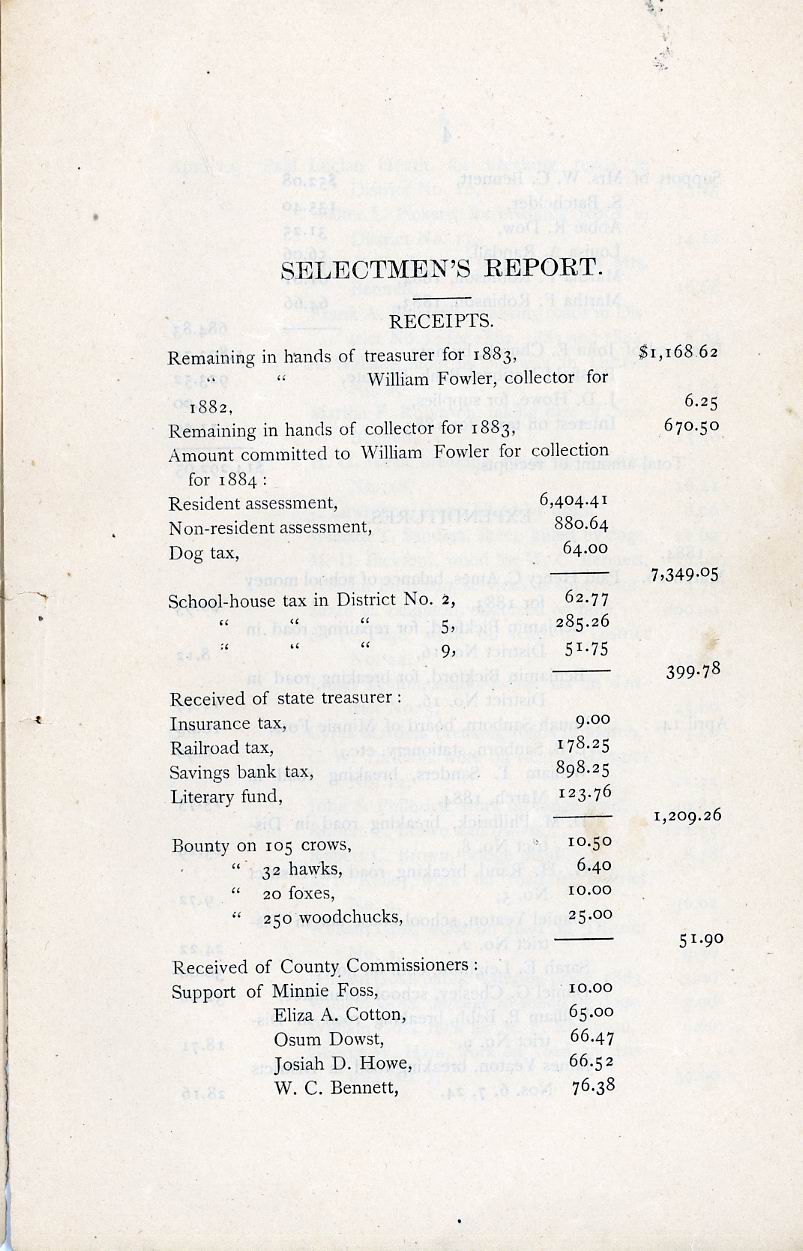 SELECTMEN'S REPORT.
RECEIPTS.
Remaining in hands of treasurer for 1883, $1,168 62
“ “ William Fowler, collector for
1882, 6.25
Remaining in hands of collector for 1883, 670.50
Amount committed to William Fowler for collection
for 1884 :
Resident assessment, 6,404.41
Non-resident assessment, 880.64
Dog tax, 64.00
7,349.05
School-house tax in District No. 2, 62.77
“ “ “ 5, 285.26
“ “ “ 9, 51.75
399.78
Received of state treasurer :
Insurance tax, 9.00
Railroad tax, 178.25
Savings bank tax, 898.25
Literary fund, 123.76
1,209.26
Bounty on 105 crows, 10.50
“ 32 hawks, 6.40
“ 20 foxes, 10.00
“ 250 woodchucks, 25.00
51.90
Received of County Commissioners :
Support of Minnie Foss, 10.00
Eliza A. Cotton, 65.00
Osum Dowst, 66.47
Josiah D. Howe, 66.52
W. C. Bennett, 76.38